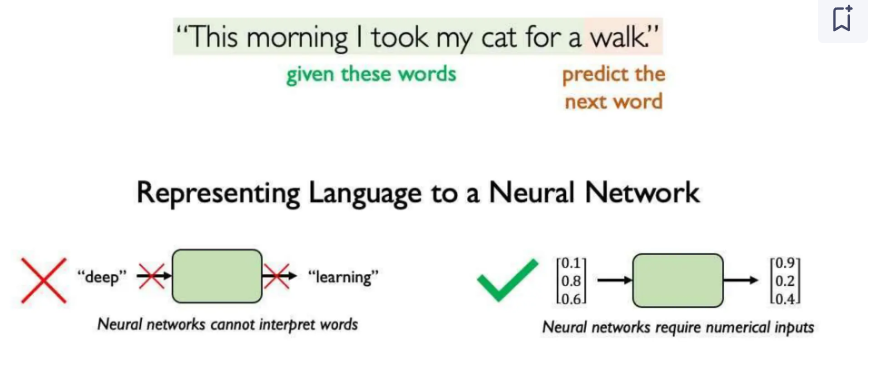 “This morning I took my cat for a walk.”
given these words
predict the
next word
Representing Language to a Neural Network
“deep”
“learning”
Neural networks cannot interpret words
[0.1
0.8
0.6]
[0.9
0.2
0.4]
Neural networks require numerical inputs